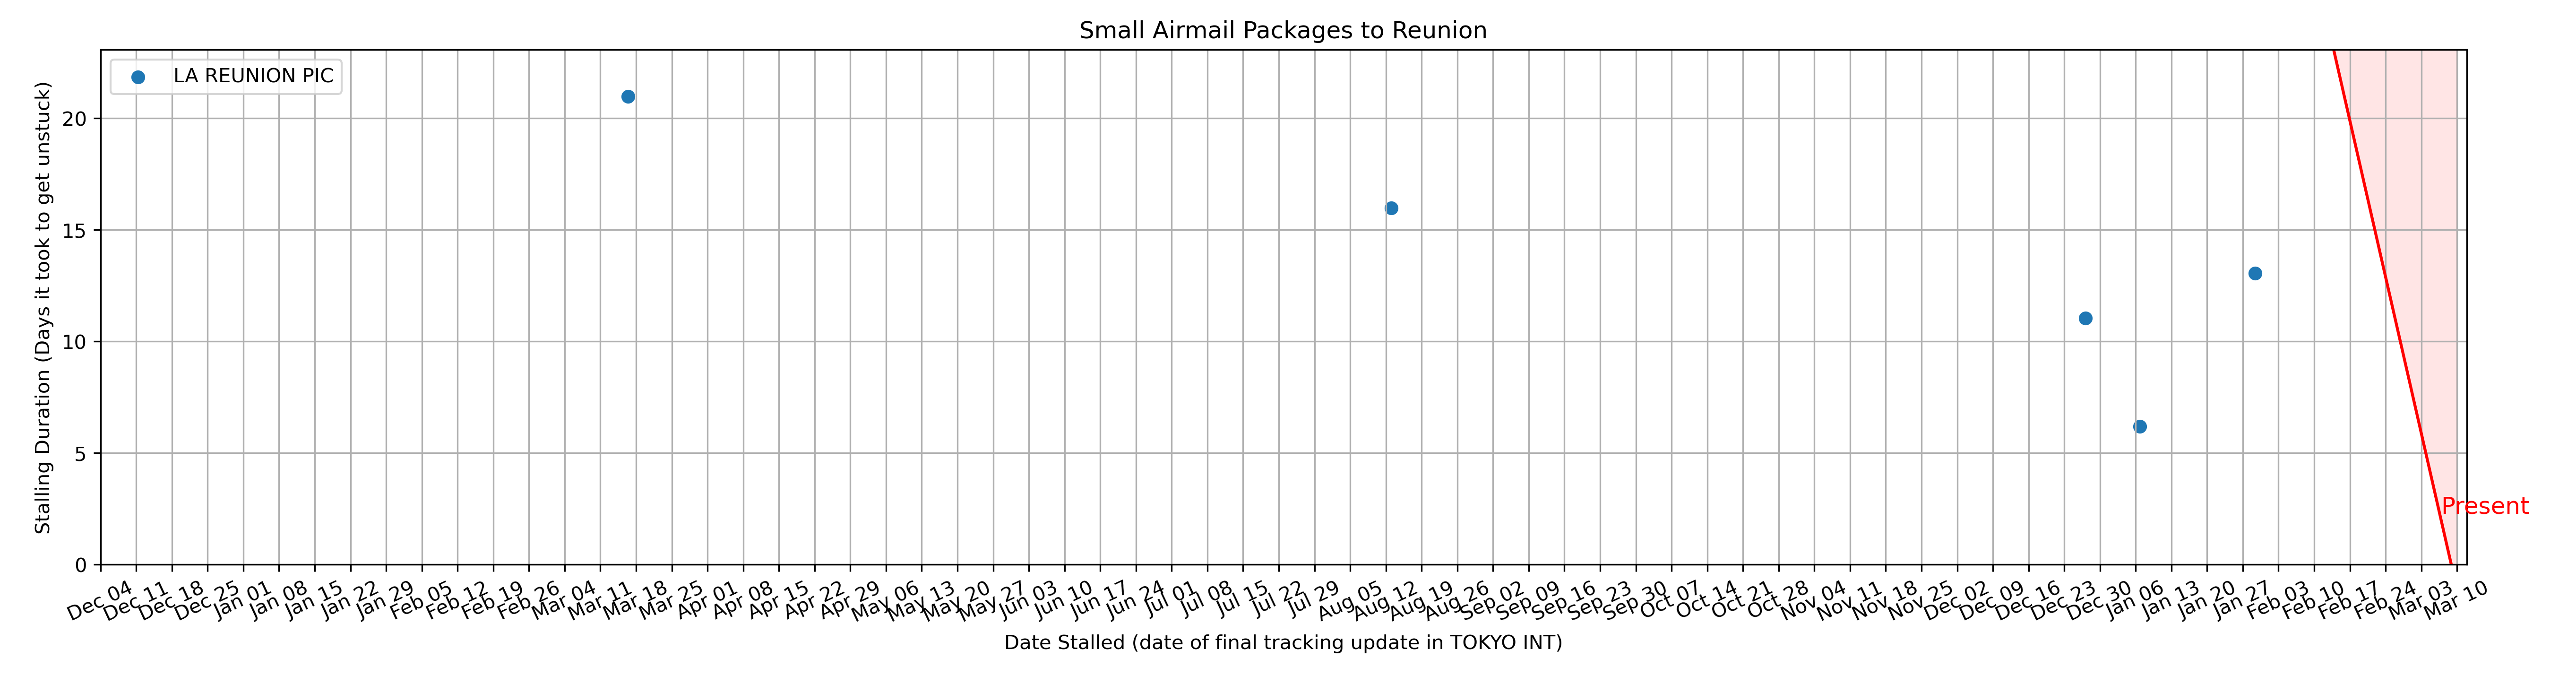 Small Airmail Packages to Reunion
LA REUNION PIC
Stalling Duration (Days it took to get unstuck)
20
15
10
5
0
Present
Dec 04
Dec 11
Dec 18
Dec 25
Jan 01
Jan 08
Jan 15
Jan 22
Jan 29
Feb 05
Feb 12
Feb 19
Feb 26
Mar 04
Mar 11
Mar 18
Mar 25
Apr 01
Apr 08
Apr 15
Apr 22
Apr 29
May 06
May 13
May 20
May 27
Jun 03
Jun 10
Jun 17
Jun 24
Jul 01
Jul 08
Jul 15
Jul 22
Jul 29
Aug 05
Aug 12
Aug 19
Aug 26
Sep 02
Sep 09
Sep 16
Sep 23
Sep 30
Oct 07
Oct 14
Oct 21
Oct 28
Nov 04
Nov 11
Nov 18
Nov 25
Dec 02
Dec 09
Dec 16
Dec 23
Dec 30
Jan 06
Jan 13
Jan 20
Jan 27
Feb 03
Feb 10
Feb 17
Feb 24
Mar 03
Mar 10
Date Stalled (date of final tracking update in TOKYO INT)